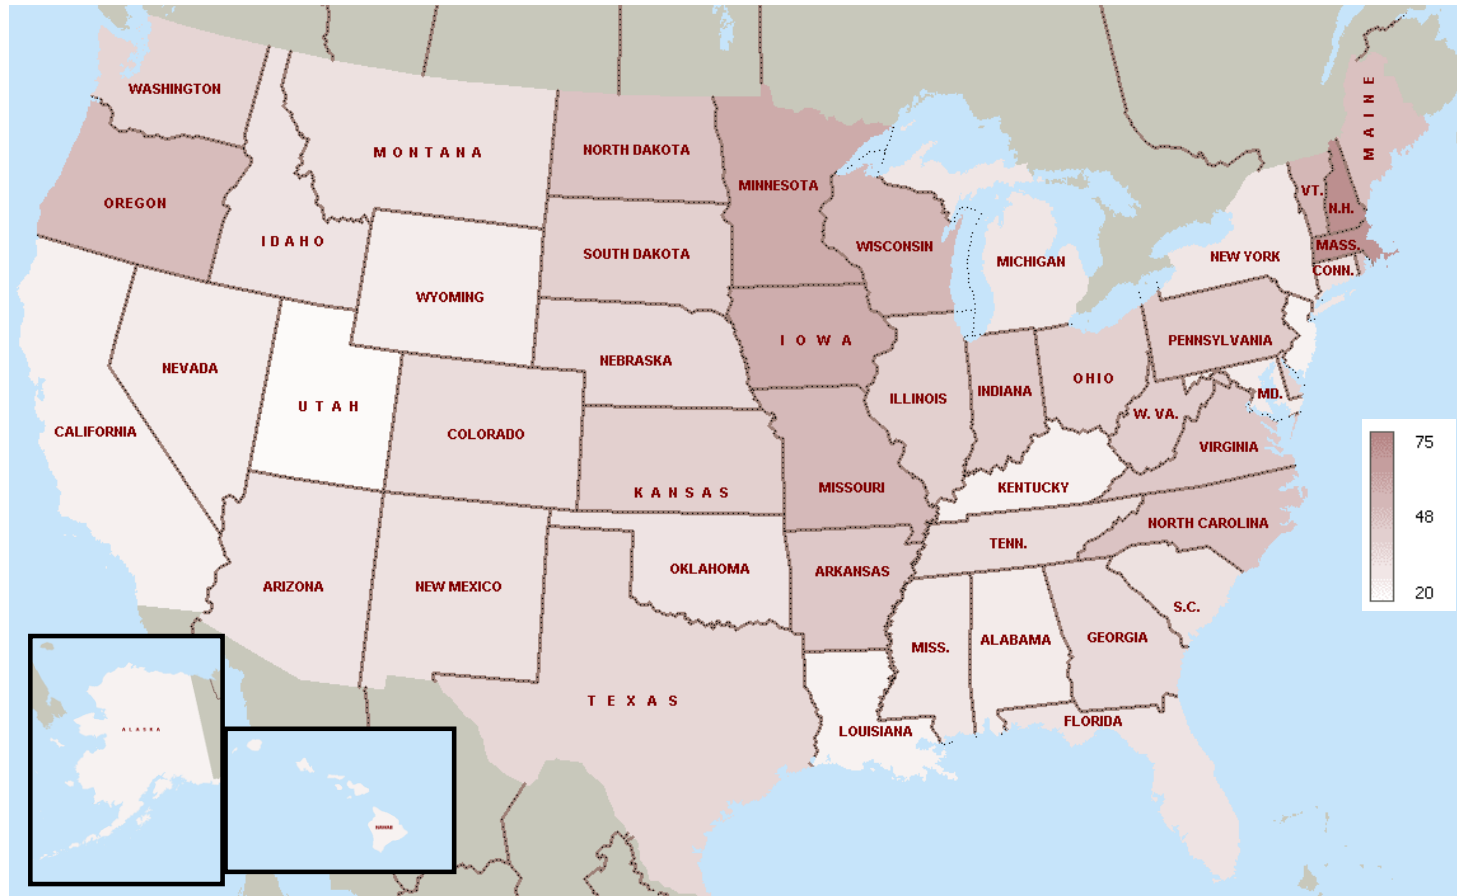 WASHINGTON
MAINE
MONTANA
NORTH DAKOTA
MINNESOTA
VT.
OREGON
N.H.
IDAHO
SOUTH DAKOTA
WISCONSIN
MASS.
MICHIGAN
NEW YORK
CONN.
WYOMING
IOWA
PENNSYLVANIA
NEBRASKA
NEVADA
OHIO
ILLINOIS
INDIANA
MD.
UTAH
W. VA.
CALIFORNIA
COLORADO
VIRGINIA
75
KANSAS
MISSOURI
KENTUCKY
NORTH CAROLINA
48
TENN.
OKLAHOMA
ARKANSAS
ARIZONA
NEW MEXICO
20
S.C.
MISS.
ALABAMA
GEORGIA
TEXAS
FLORIDA
LOUISIANA
ALASKA
HAWAII